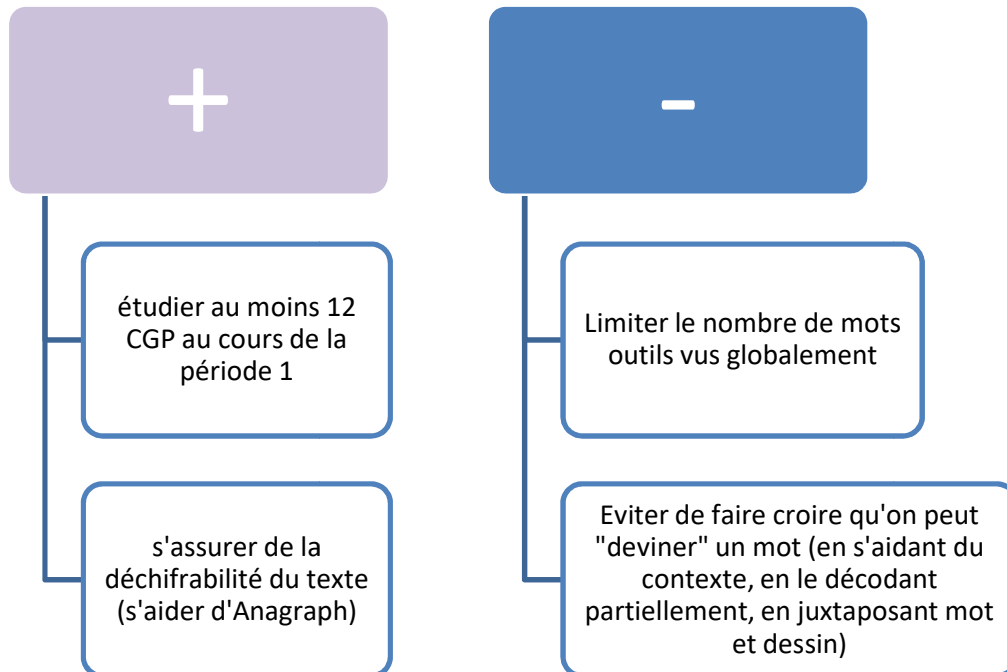 +
étudier au moins 12
CGP au cours de la
période 1
s'assurer de la
déchifrabilité du texte
(s'aider d'Anagraph)
-
Limiter le nombre de mots
outils vus globalement
Eviter de faire croire qu'on peut
"deviner" un mot (en s'aidant du
contexte, en le décodant
partiellement, en juxtaposant mot
et dessin)